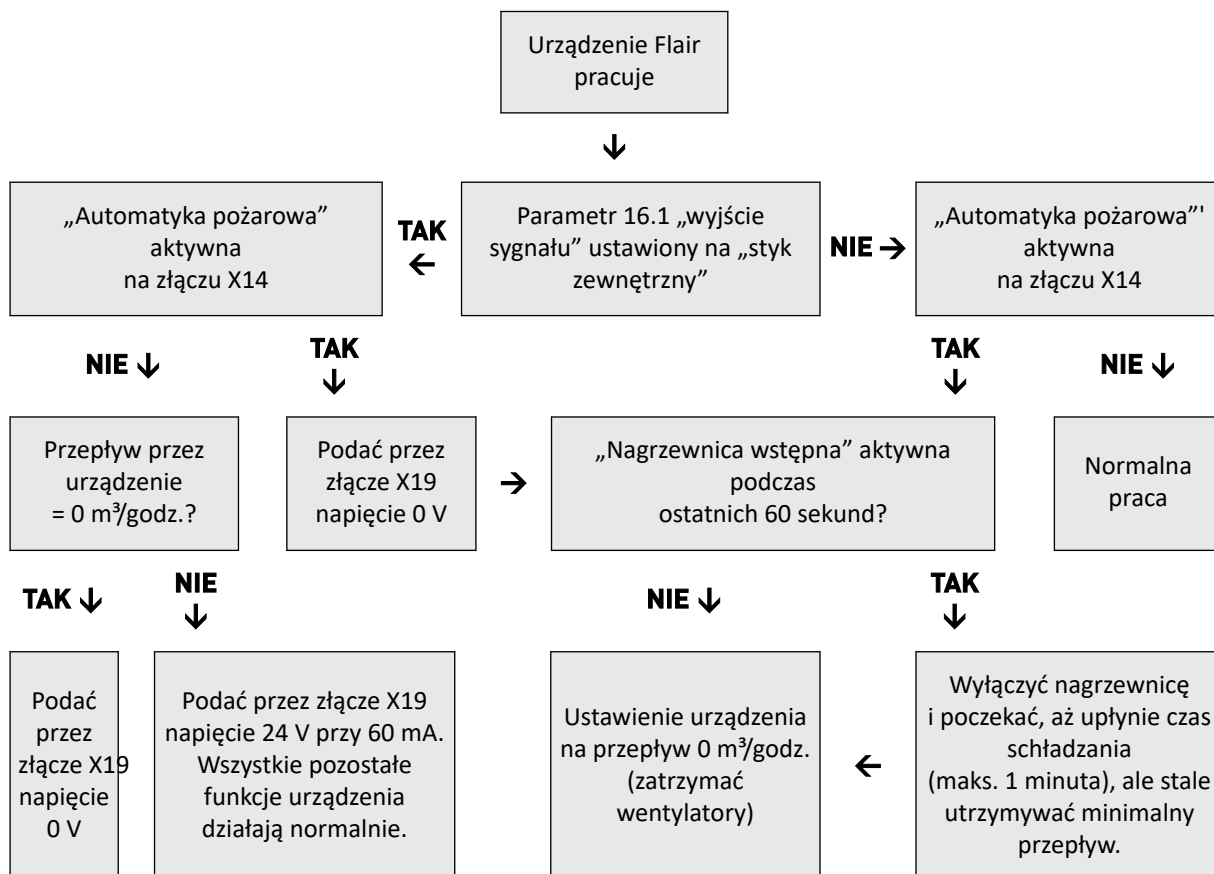 Urządzenie Flair
pracuje
„Automatyka pożarowa”
aktywna
na złączu X14
TAK
Parametr 16.1 „wyjście
sygnału” ustawiony na „styk
zewnętrzny”
NIE
„Automatyka pożarowa”'
aktywna
na złączu X14
NIE
TAK
TAK
NIE
Przepływ przez
urządzenie
= 0 m³/godz.?
Podać przez
złącze X19
napięcie 0 V
„Nagrzewnica wstępna” aktywna
podczas
ostatnich 60 sekund?
Normalna
praca
TAK
NIE
NIE
TAK
Podać
przez
złącze X19
napięcie
0 V
Podać przez złącze X19
napięcie 24 V przy 60 mA.
Wszystkie pozostałe
funkcje urządzenia
działają normalnie.
Ustawienie urządzenia
na przepływ 0 m³/godz.
(zatrzymać
wentylatory)
Wyłączyć nagrzewnicę
i poczekać, aż upłynie czas
schładzania
(maks. 1 minuta), ale stale
utrzymywać minimalny
przepływ.